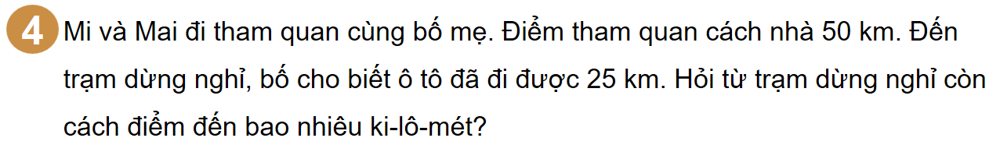 4 Mi và Mai đi tham quan cùng bố mẹ. Điểm tham quan cách nhà 50 km. Đến
trạm dừng nghỉ, bố cho biết ô tô đã đi được 25 km. Hỏi từ trạm dừng nghỉ còn
cách điểm đến bao nhiêu ki-lô-mét?